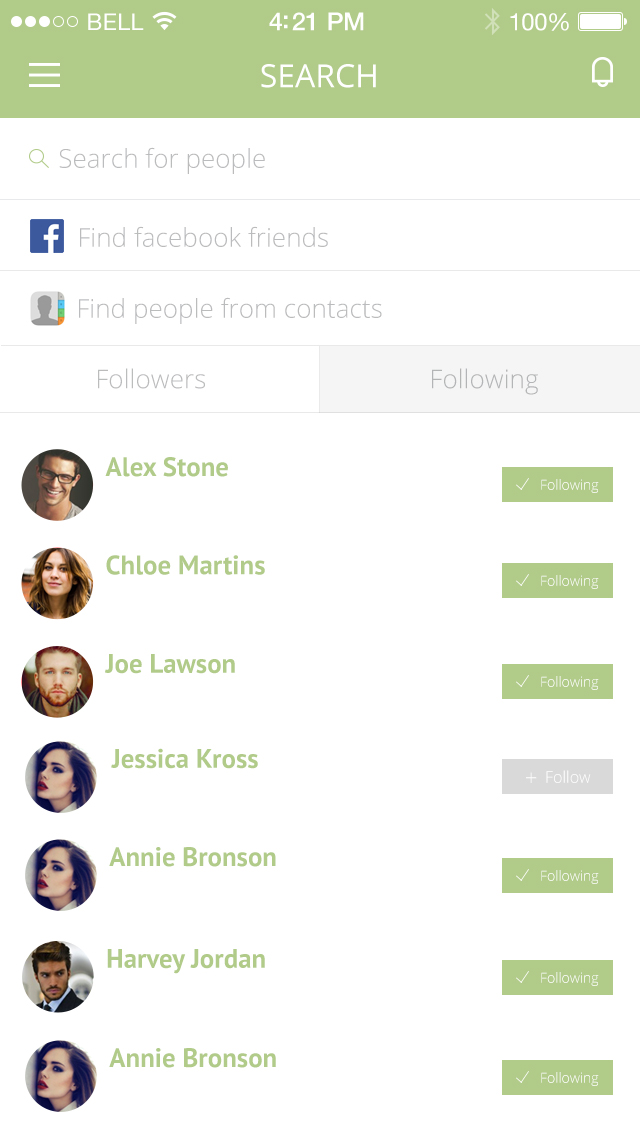 BELL 4:21 PM 100%
SEARCH
Search for people
Find facebook friends
Find people from contacts
Followers Following
Alex Stone Following
Chloe Martins Following
Joe Lawson Following
Jessica Kross + Follow
Annie Bronson Following
Harvey Jordan Following
Annie Bronson Following